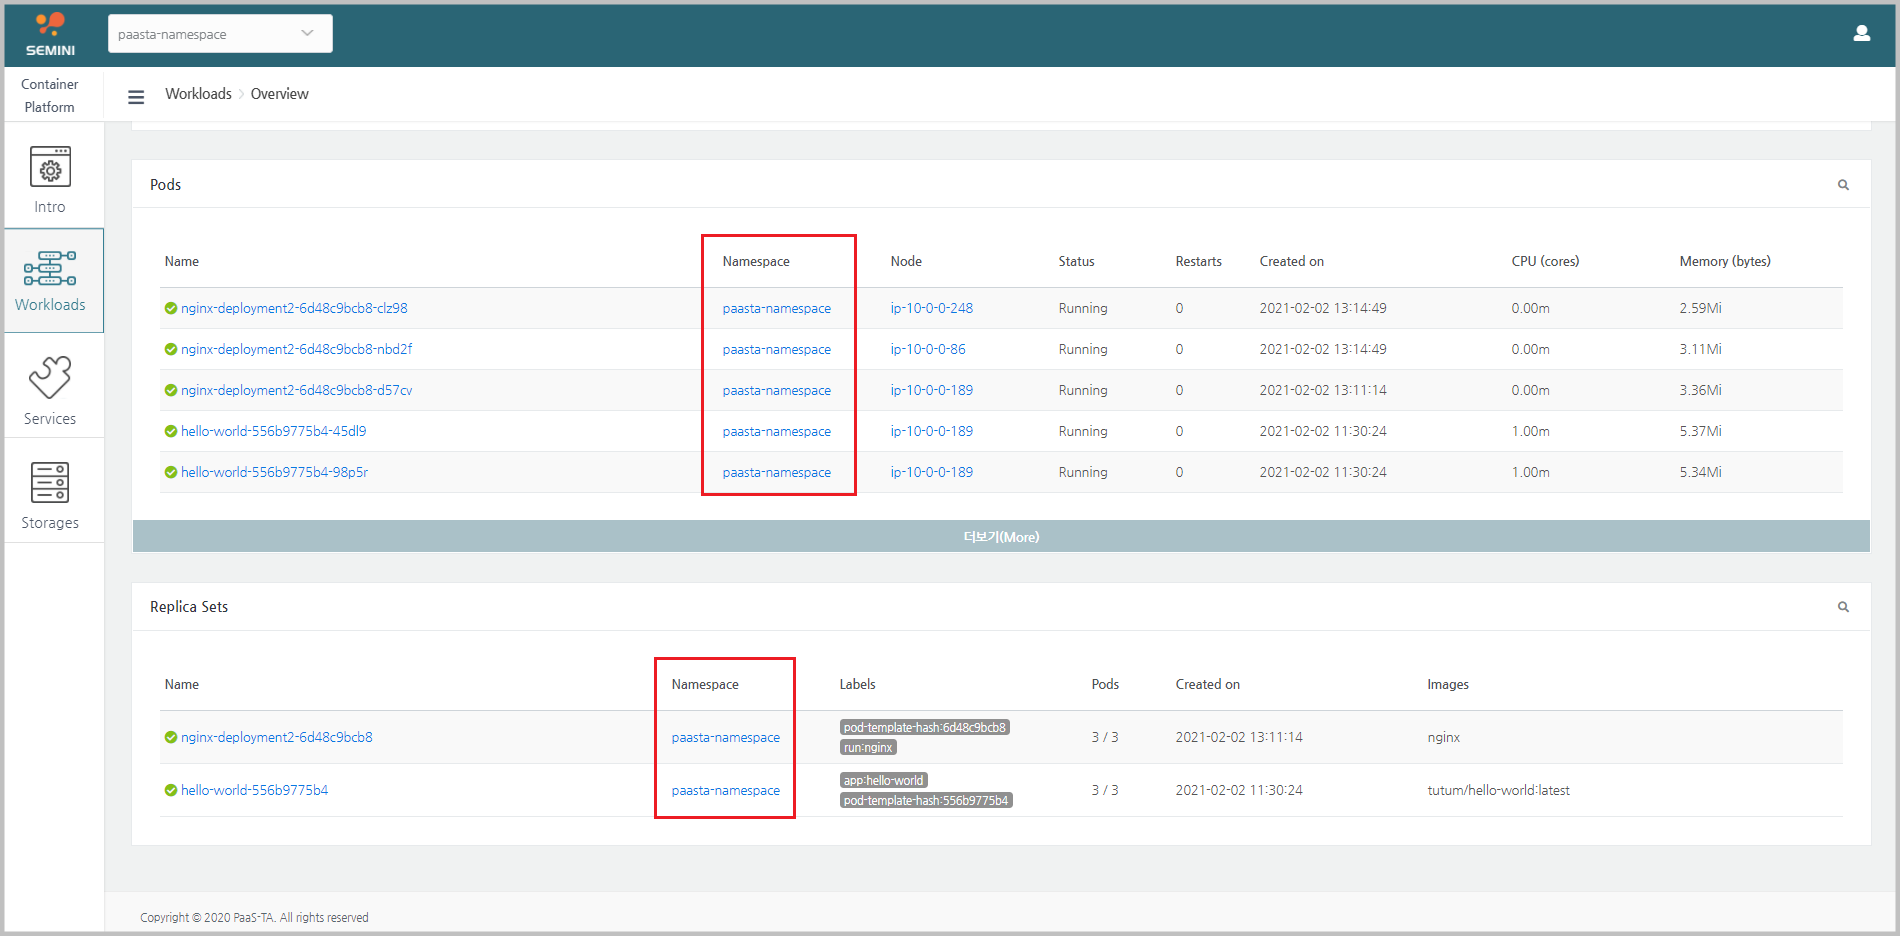 SEMINI
paasta-namespace
Container
Platform
Workloads Overview
Intro
Workloads
Services
Storages
Pods
Name Namespace Node Status Restarts Created on CPU (cores) Memory (bytes)
nginx-deployment2-6d48c9bcb8-clz98 paasta-namespace ip-10-0-0-248 Running 0 2021-02-02 13:14:49 0.00m 2.59Mi
nginx-deployment2-6d48c9bcb8-nbd2f paasta-namespace ip-10-0-0-86 Running 0 2021-02-02 13:14:49 0.00m 3.11Mi
nginx-deployment2-6d48c9bcb8-d57cv paasta-namespace ip-10-0-0-189 Running 0 2021-02-02 13:11:14 0.00m 3.36Mi
hello-world-556b9775b4-45dl9 paasta-namespace ip-10-0-0-189 Running 0 2021-02-02 11:30:24 1.00m 5.37Mi
hello-world-556b9775b4-98p5r paasta-namespace ip-10-0-0-189 Running 0 2021-02-02 11:30:24 1.00m 5.34Mi
더보기(More)
Replica Sets
Name Namespace Labels Pods Created on Images
nginx-deployment2-6d48c9bcb8 paasta-namespace pod-template-hash:6d48c9bcb8 run:nginx 3 / 3 2021-02-02 13:11:14 nginx
hello-world-556b9775b4 paasta-namespace app:hello-world pod-template-hash:556b9775b4 3 / 3 2021-02-02 11:30:24 tutum/hello-world:latest
Copyright © 2020 PaaS-TA. All rights reserved